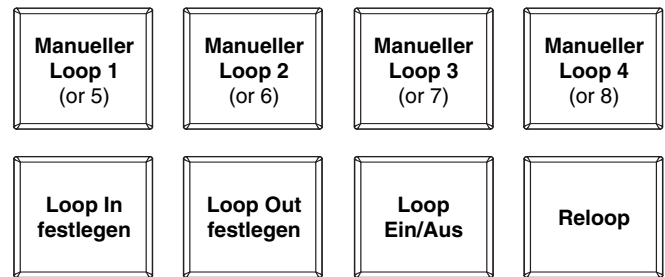 Manueller Manueller Manueller Manueller
Loop 1 Loop 2 Loop 3 Loop 4
(or 5) (or 6) (or 7) (or 8)
Loop In Loop Out Loop Reloop
festlegen festlegen Ein/Aus